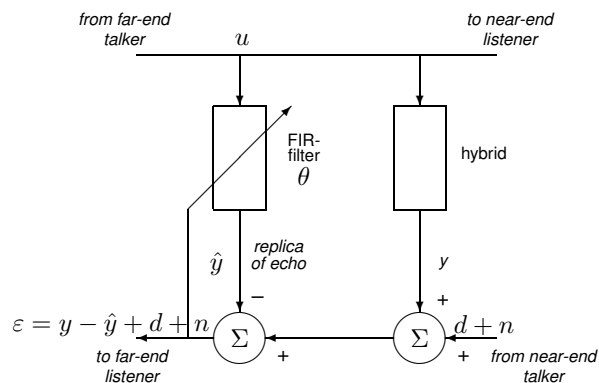 from far-end
talker
u
to near-end
listener
FIR-
filter
θ
hybrid
ŷ
replica
of echo
y
−
+
ε = y − ŷ + d + n
Σ
+
Σ
d + n
+
to far-end
listener
from near-end
talker